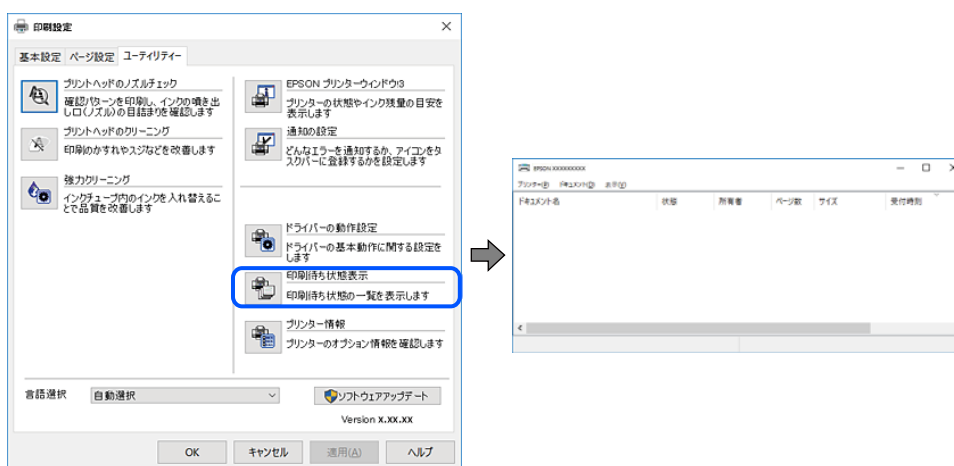 印刷設定
基本設定 ページ設定 ユーティリティー
プリントヘッドのノズルチェック
確認パターンを印刷し、インクの噴き出
し口(ノズル)の目詰まりを確認します
プリントヘッドのクリーニング
印刷のかすれやスジなどを改善します
強力クリーニング
インクチューブ内のインクを入れ替えるこ
とで品質を改善します
EPSON プリンターウィンドウ!3
プリンターの状態やインク残量の目安を
表示します
通知の設定
どんなエラーを通知するか、アイコンをタ
スクバーに登録するかを設定します
ドライバーの動作設定
ドライバーの基本動作に関する設定を
します
印刷待ち状態表示
印刷待ち状態の一覧を表示します
プリンター情報
プリンターのオプション情報を確認します
言語選択 自動選択
ソフトウェアアップデート
Version X.XX.XX
OK キャンセル 適用(A) ヘルプ
EPSON XXXXXXXXXX
プリンター(P) ドキュメント(D) 表示(V)
ドキュメント名 状態 所有者 ページ数 サイズ 受付時刻